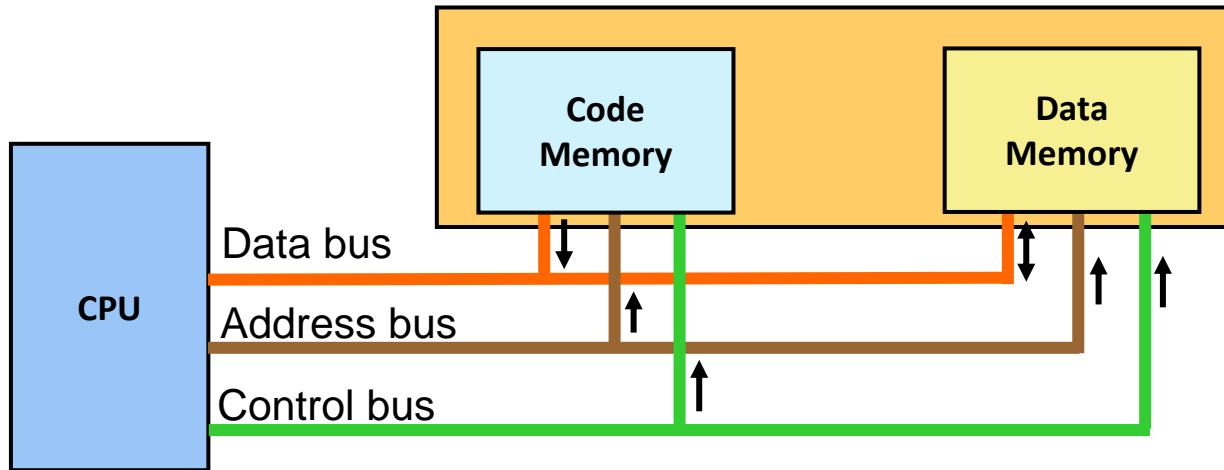 Code
Memory
Data
Memory
CPU
Data bus
Address bus
Control bus